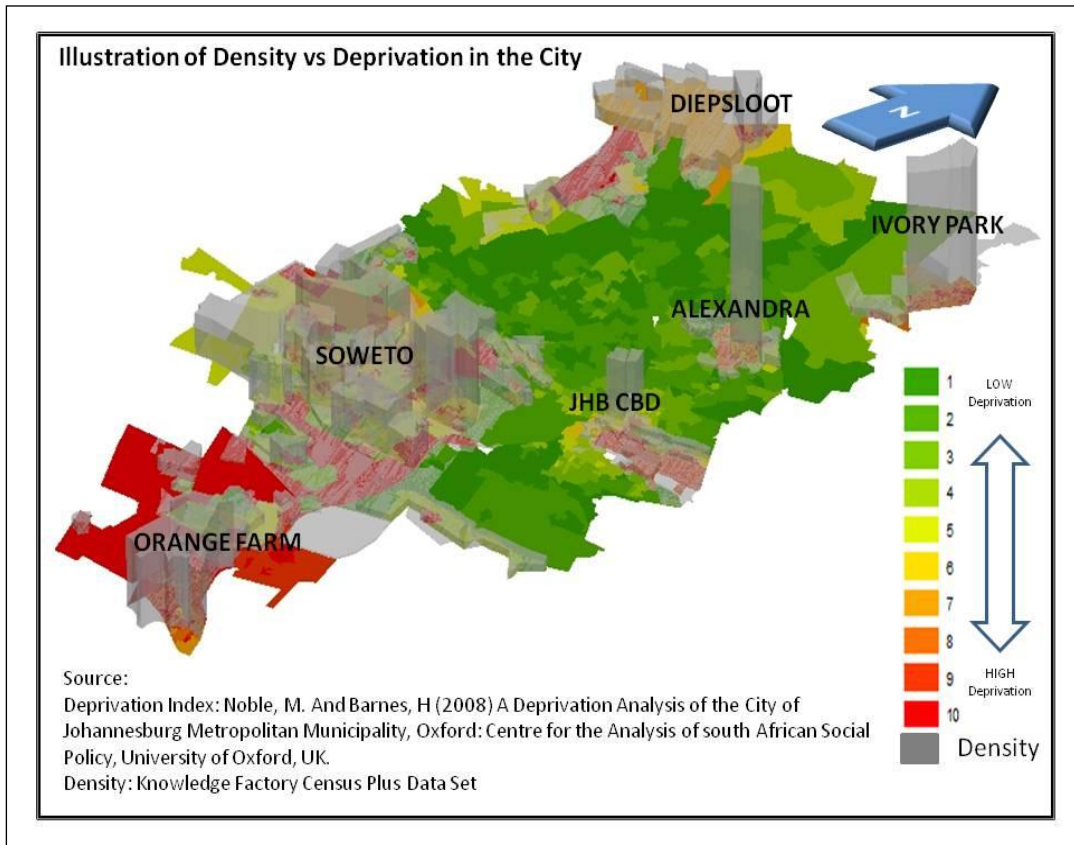 Illustration of Density vs Deprivation in the City
DIEPSLOOT
N
IVORY PARK
ALEXANDRA
SOWETO
JHB CBD
ORANGE FARM
1 LOW
Deprivation
2
3
4
5
6
7
8
9 HIGH
Deprivation
10
Density
Source:
Deprivation Index: Noble, M. And Barnes, H (2008) A Deprivation Analysis of the City of
Johannesburg Metropolitan Municipality, Oxford: Centre for the Analysis of south African Social
Policy, University of Oxford, UK.
Density: Knowledge Factory Census Plus Data Set